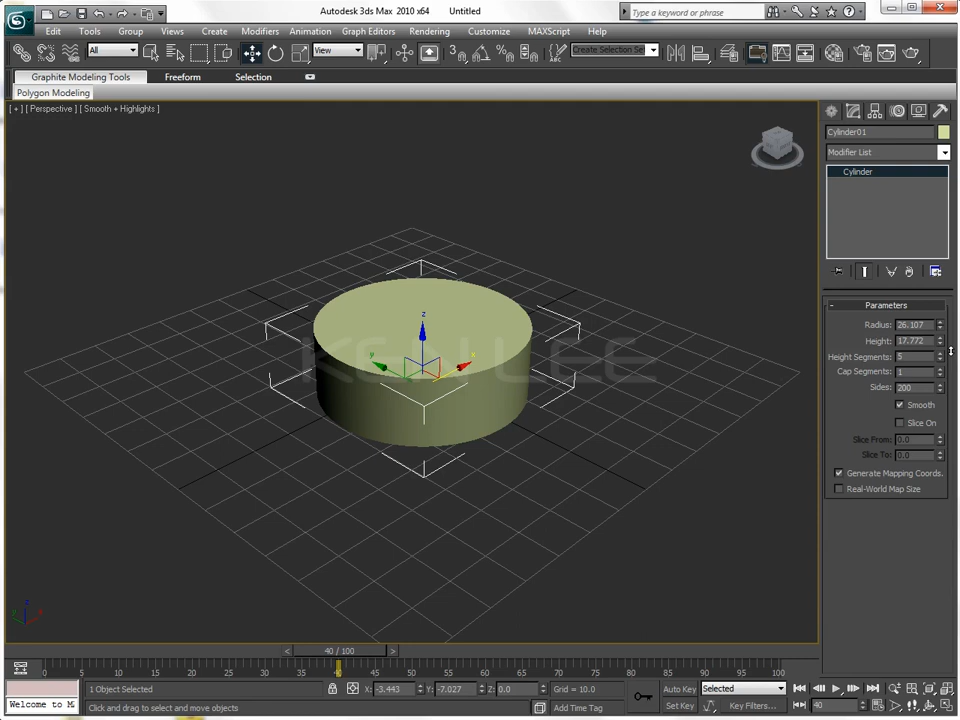 Autodesk 3ds Max 2010 x64 Untitled
Type a keyword or phrase
Edit Tools Group Views Create Modifiers Animation Graph Editors Rendering Customize MAXScript Help
All View Create Selection Se
Graphite Modeling Tools Freeform Selection
Polygon Modeling
[ + ] [ Perspective ] [ Smooth + Highlights ]
Cylinder01
Modifier List
Cylinder
Parameters
Radius: 26.107
Height: 17.772
Height Segments: 5
Cap Segments: 1
Sides: 200
Smooth
Slice On
Slice From: 0.0
Slice To: 0.0
Generate Mapping Coords.
Real-World Map Size
z
y x
KEN LEE
< 40 / 100 >
0 5 10 15 20 25 30 35 40 45 50 55 60 65 70 75 80 85 90 95 100
1 Object Selected X: -3.443 Y: -7.027 Z: 0.0 Grid = 10.0 Auto Key Selected
Welcome to M Click and drag to select and move objects Add Time Tag Set Key Key Filters... 40